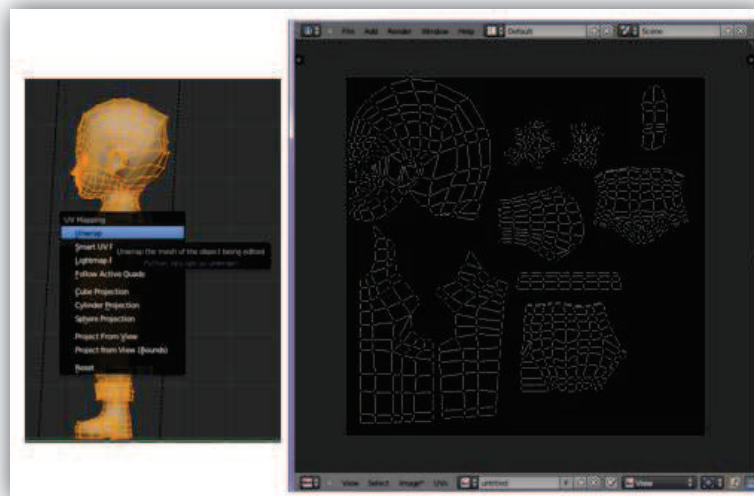 UV Mapping
Unwrap
Smart UV P
Unwrap the mesh of the object being edited
Lightmap P
Follow Active Quads
Cube Projection
Cylinder Projection
Sphere Projection
Project From View
Project from View (Bounds)
Reset
File Add Render Window Help Default Scene
View Select Image* UVs untitled F View